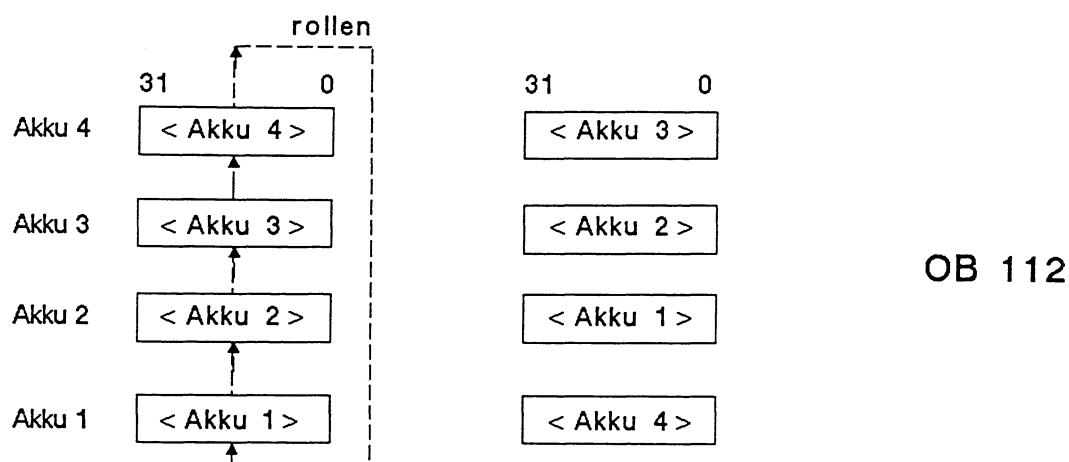 rollen
31 0 31 0
Akku 4 < Akku 4 > < Akku 3 >
Akku 3 < Akku 3 > < Akku 2 >
OB 112
Akku 2 < Akku 2 > < Akku 1 >
Akku 1 < Akku 1 > < Akku 4 >